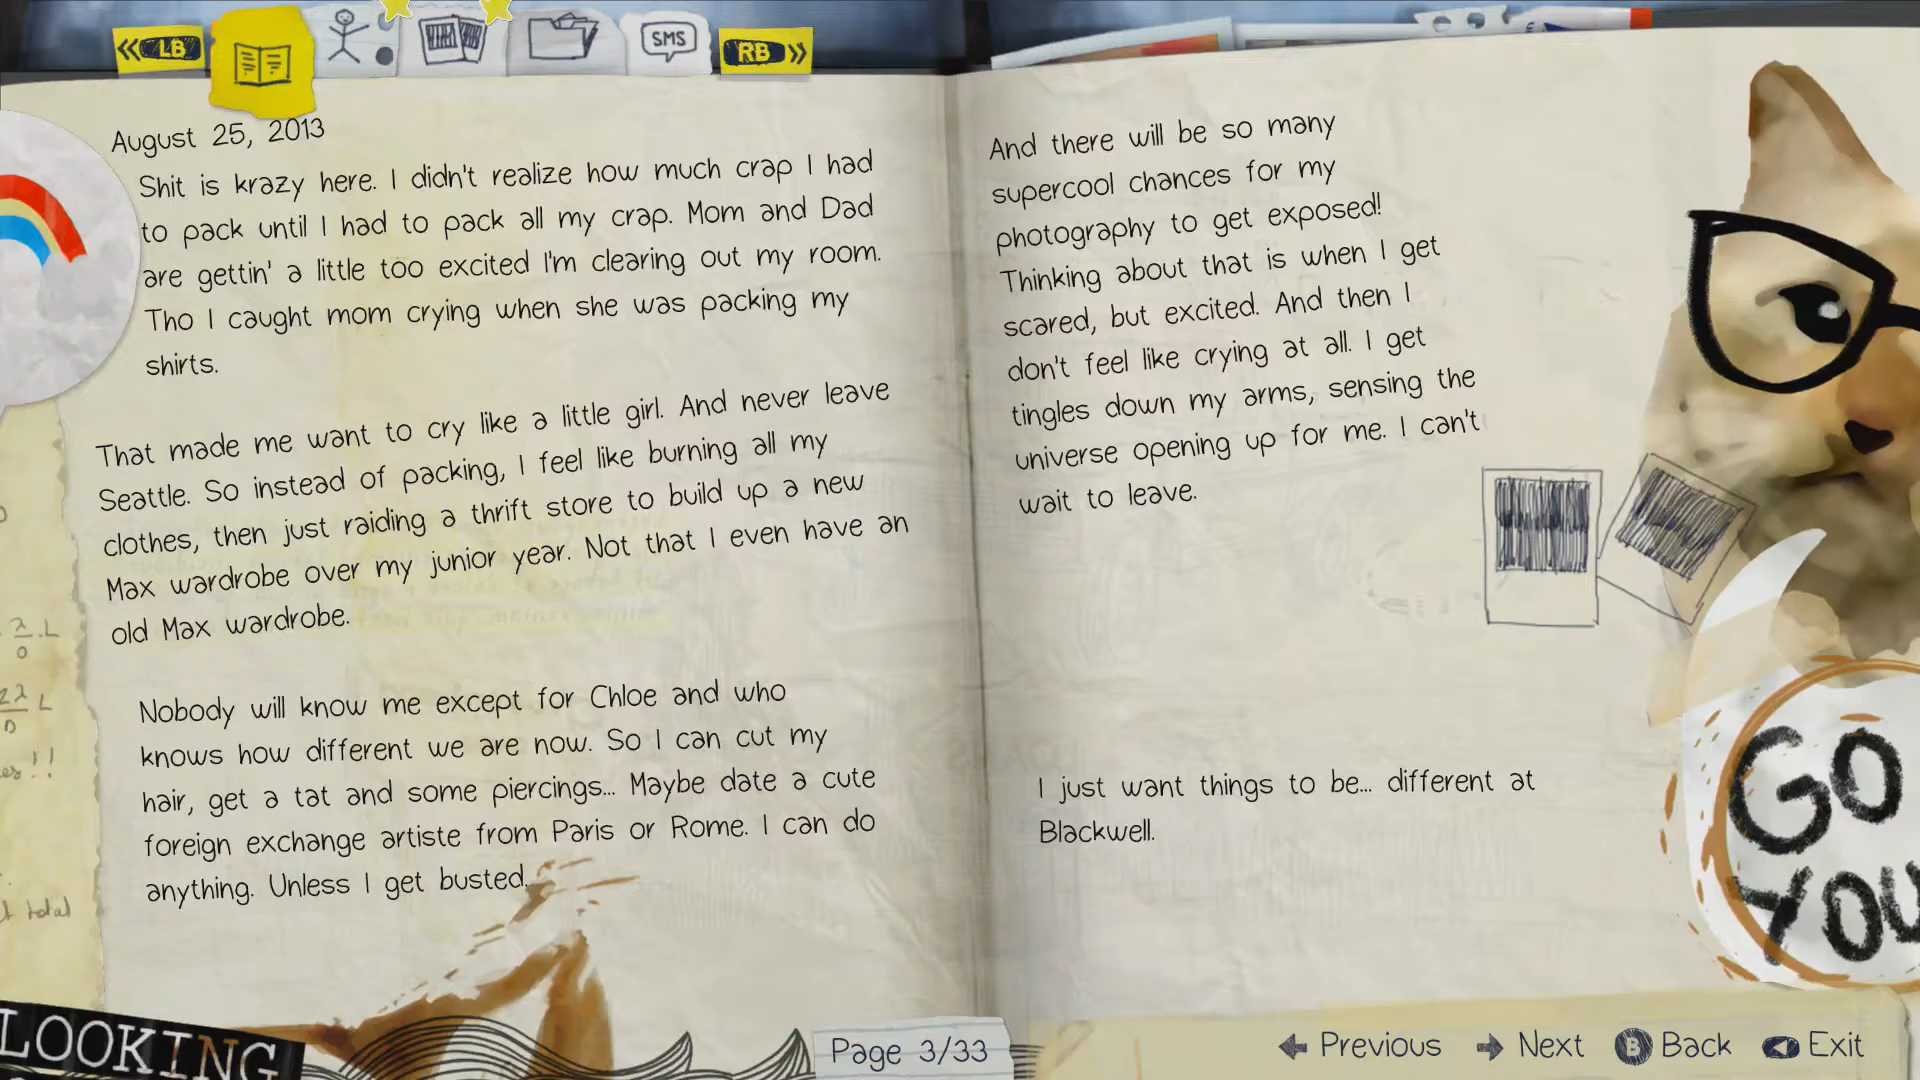 LB
SMS
RB
August 25, 2013
Shit is krazy here. I didn't realize how much crap I had
to pack until I had to pack all my crap. Mom and Dad
are gettin' a little too excited I'm clearing out my room.
Tho I caught mom crying when she was packing my
shirts.
That made me want to cry like a little girl. And never leave
Seattle. So instead of packing, I feel like burning all my
clothes, then just raiding a thrift store to build up a new
Max wardrobe over my junior year. Not that I even have an
old Max wardrobe.
Nobody will know me except for Chloe and who
knows how different we are now. So I can cut my
hair, get a tat and some piercings... Maybe date a cute
foreign exchange artiste from Paris or Rome. I can do
anything. Unless I get busted.
And there will be so many
supercool chances for my
photography to get exposed!
Thinking about that is when I get
scared, but excited. And then I
don't feel like crying at all. I get
tingles down my arms, sensing the
universe opening up for me. I can't
wait to leave.
I just want things to be... different at
Blackwell.
GO
YOU
LOOKING
Page 3/33
Previous
Next
B Back
Exit